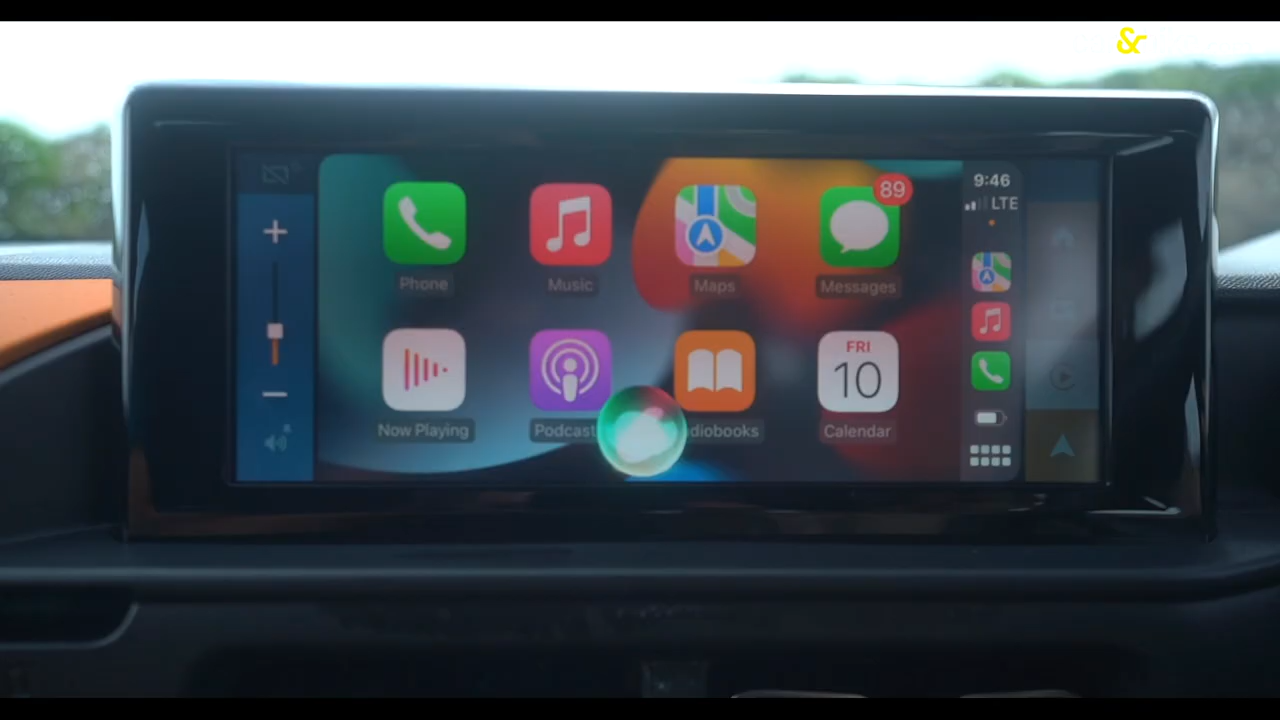 &
9:46
LTE
89
Phone
Music
Maps
Messages
FRI
10
Now Playing
Podcast
diobooks
Calendar